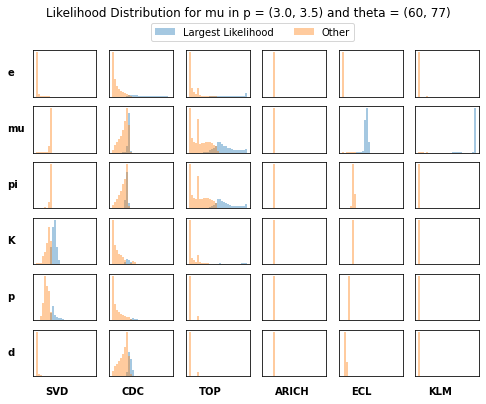 Likelihood Distribution for mu in p = (3.0, 3.5) and theta = (60, 77)
Largest Likelihood Other
e
mu
pi
K
p
d
SVD CDC TOP ARICH ECL KLM